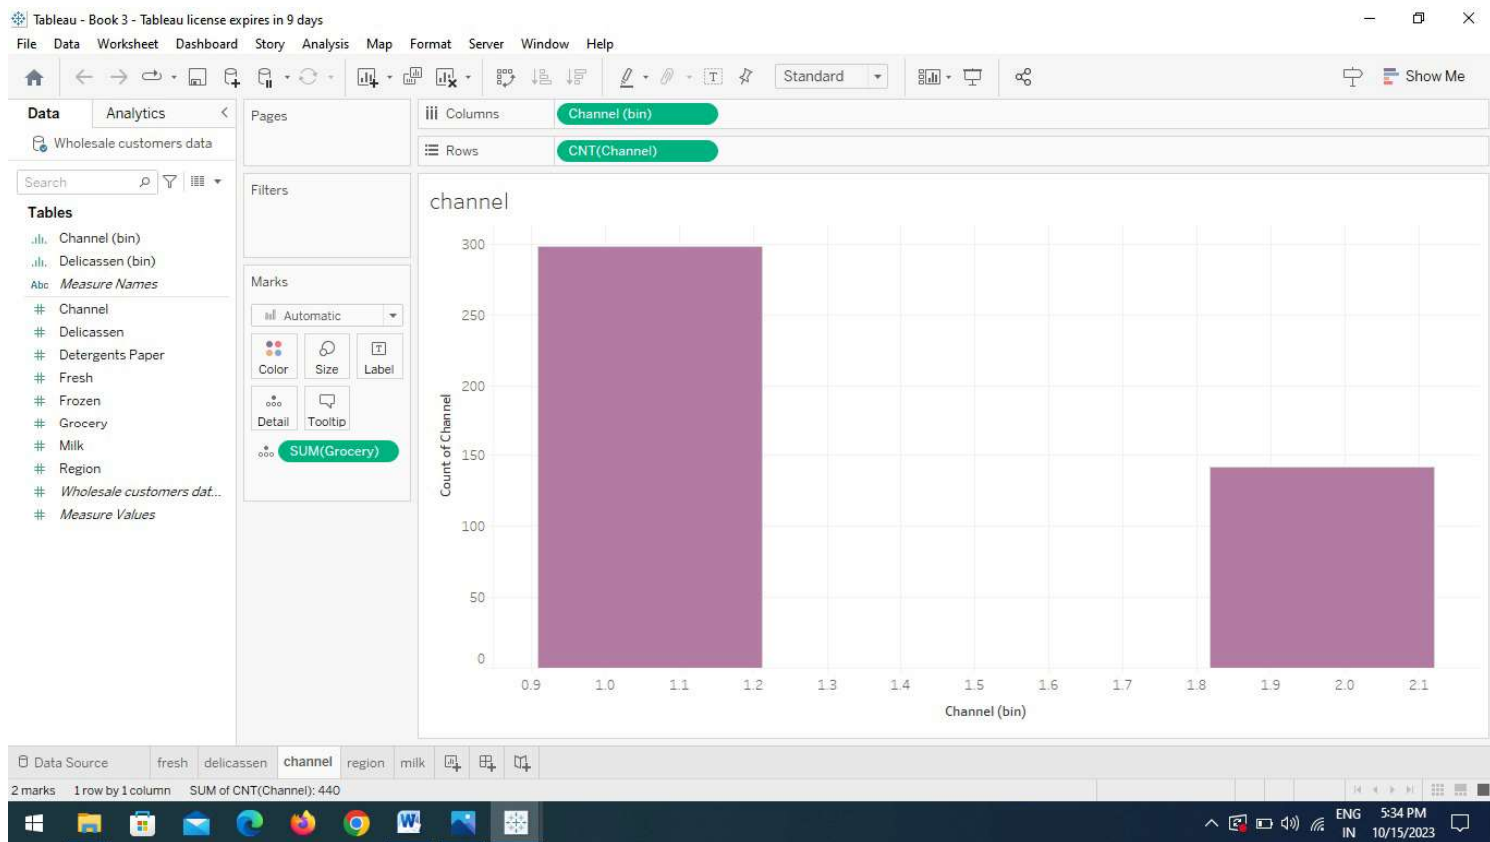 Tableau - Book 3 - Tableau license expires in 9 days
File Data Worksheet Dashboard Story Analysis Map Format Server Window Help
Standard
Show Me
Data Analytics
Wholesale customers data
Search
Tables
Channel (bin)
Delicassen (bin)
Abc Measure Names
# Channel
# Delicassen
# Detergents Paper
# Fresh
# Frozen
# Grocery
# Milk
# Region
# Wholesale customers dat...
# Measure Values
Pages
Filters
Marks
Automatic
Color Size Label
Detail Tooltip
SUM(Grocery)
Columns Channel (bin)
Rows CNT(Channel)
channel
Count of Channel
300
250
200
150
100
50
0
0.9 1.0 1.1 1.2 1.3 1.4 1.5 1.6 1.7 1.8 1.9 2.0 2.1
Channel (bin)
Data Source fresh delicassen channel region milk
2 marks 1 row by 1 column SUM of CNT(Channel): 440
ENG 5:34 PM
IN 10/15/2023